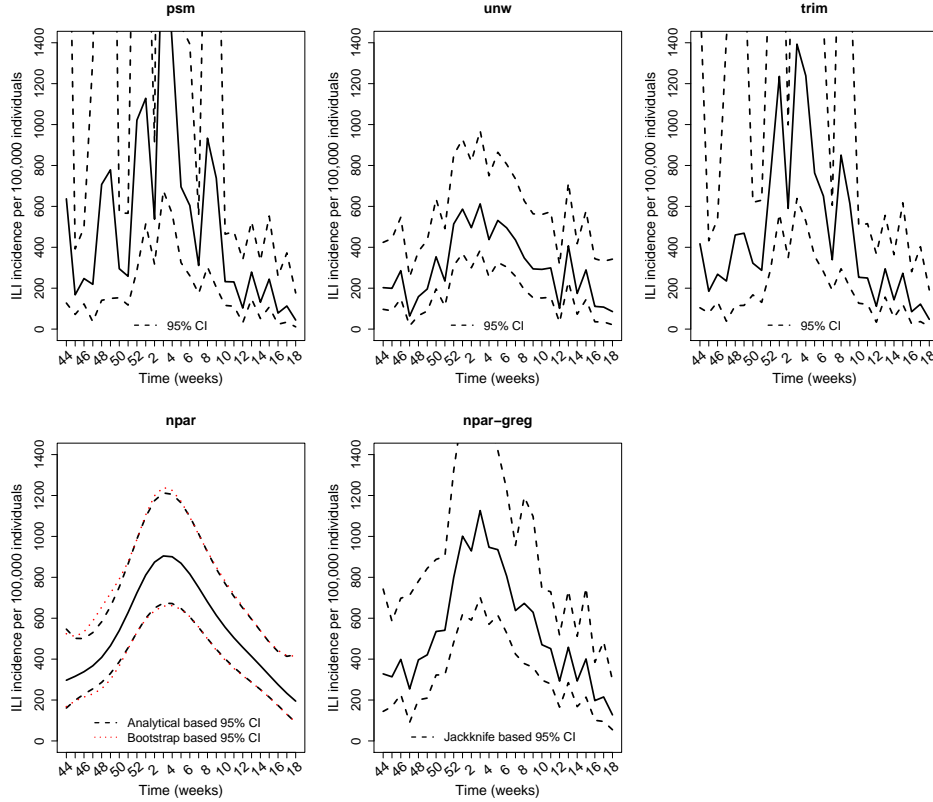 psm
ILI incidence per 100,000 individuals
1400
1200
1000
800
600
400
200
0
95% CI
44 46 48 50 52 2 4 6 8 10 12 14 16 18
Time (weeks)
unw
ILI incidence per 100,000 individuals
1400
1200
1000
800
600
400
200
0
95% CI
44 46 48 50 52 2 4 6 8 10 12 14 16 18
Time (weeks)
trim
ILI incidence per 100,000 individuals
1400
1200
1000
800
600
400
200
0
95% CI
44 46 48 50 52 2 4 6 8 10 12 14 16 18
Time (weeks)
npar
ILI incidence per 100,000 individuals
1400
1200
1000
800
600
400
200
0
Analytical based 95% CI
Bootstrap based 95% CI
44 46 48 50 52 2 4 6 8 10 12 14 16 18
Time (weeks)
npar−greg
ILI incidence per 100,000 individuals
1400
1200
1000
800
600
400
200
0
Jackknife based 95% CI
44 46 48 50 52 2 4 6 8 10 12 14 16 18
Time (weeks)